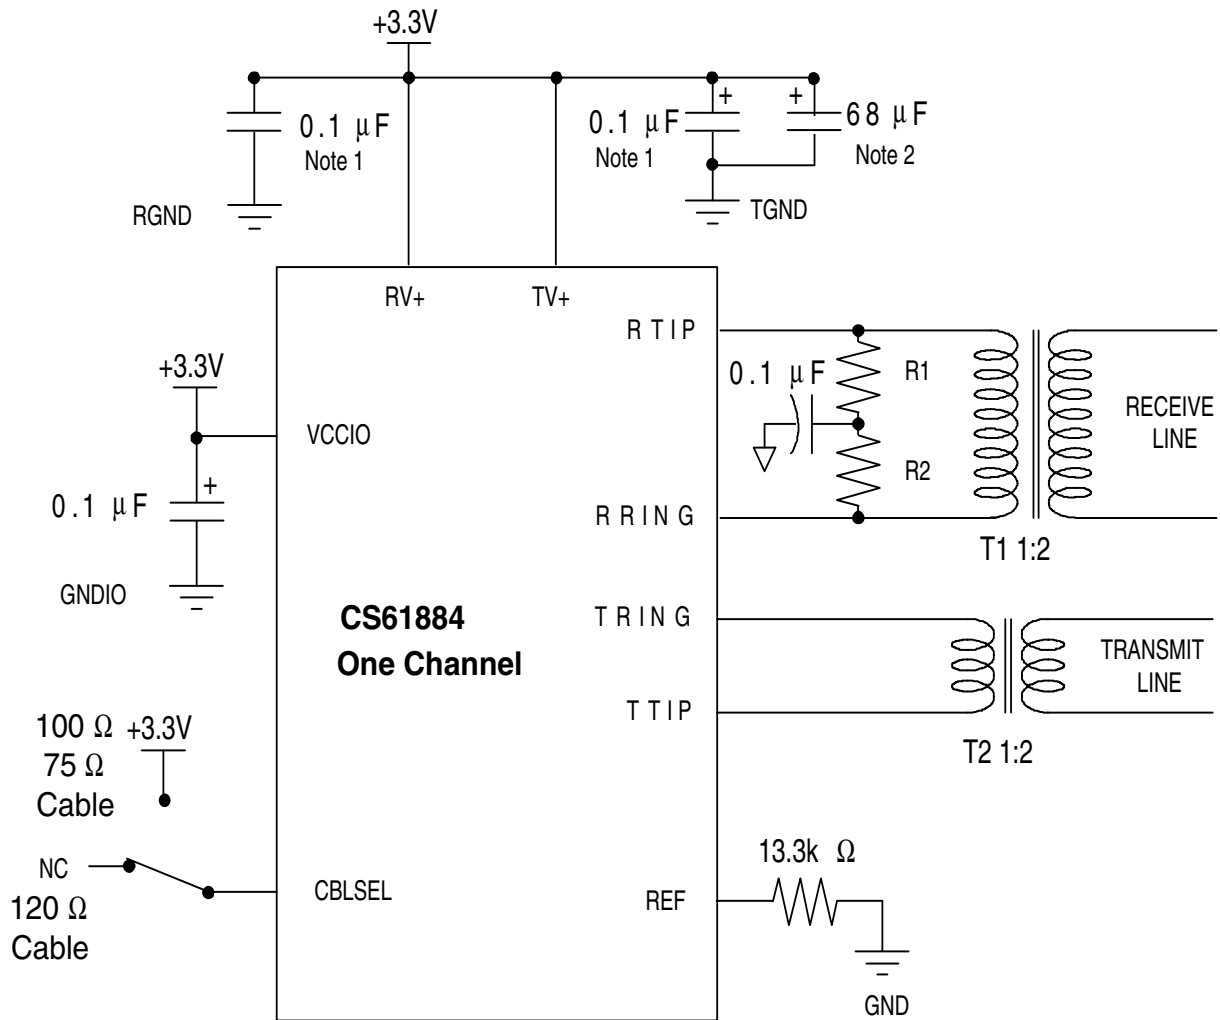 +3.3V
0.1 μF
Note 1
RGND
0.1 μF
Note 1
+
+
68 μF
Note 2
TGND
RV+
TV+
RTIP
+3.3V
VCCIO
+
0.1 μF
GNDIO
0.1 μF
R1
R2
RRING
RECEIVE
LINE
T1 1:2
CS61884
One Channel
TRING
TTIP
TRANSMIT
LINE
T2 1:2
100 Ω
75 Ω
Cable
+3.3V
NC
120 Ω
Cable
CBLSEL
REF
13.3k Ω
GND